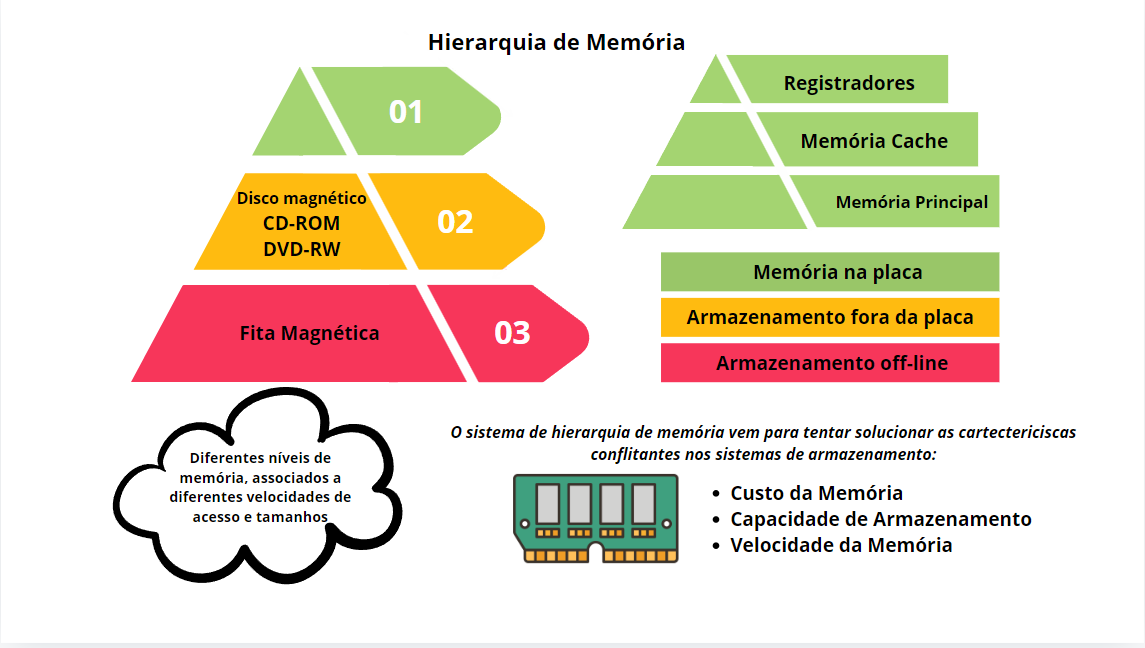 Hierarquia de Memória
01
Disco magnético
CD-ROM
DVD-RW
02
Fita Magnética
03
Registradores
Memória Cache
Memória Principal
Memória na placa
Armazenamento fora da placa
Armazenamento off-line
Diferentes níveis de
memória, associados a
diferentes velocidades de
acesso e tamanhos
O sistema de hierarquia de memória vem para tentar solucionar as cartectericiscas
conflitantes nos sistemas de armazenamento:
• Custo da Memória
• Capacidade de Armazenamento
• Velocidade da Memória